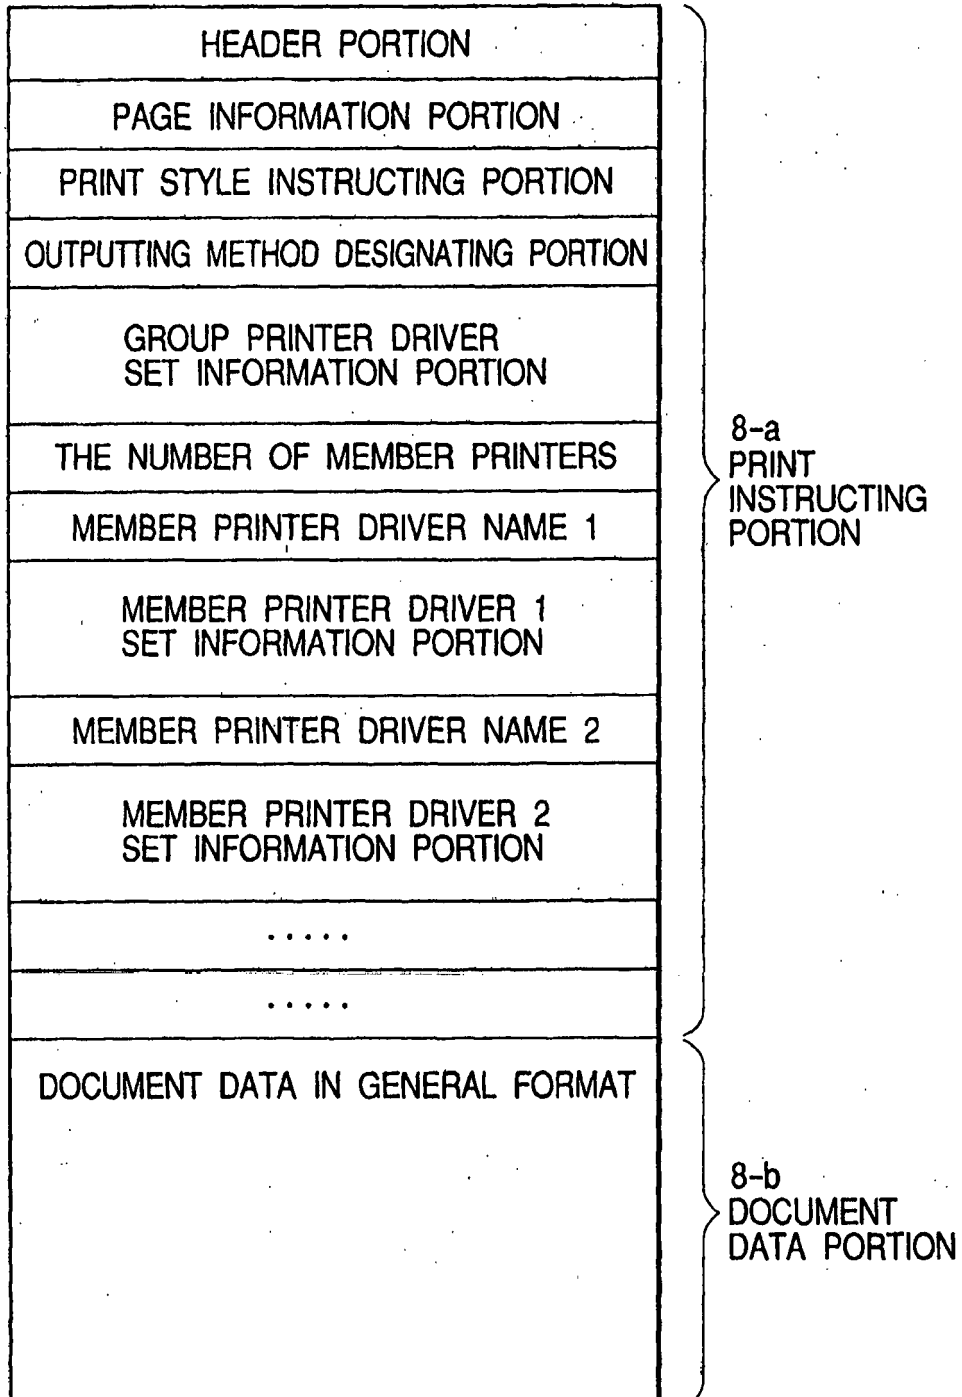 HEADER PORTION
PAGE INFORMATION PORTION
PRINT STYLE INSTRUCTING PORTION
OUTPUTTING METHOD DESIGNATING PORTION
GROUP PRINTER DRIVER
SET INFORMATION PORTION
THE NUMBER OF MEMBER PRINTERS
MEMBER PRINTER DRIVER NAME 1
MEMBER PRINTER DRIVER 1
SET INFORMATION PORTION
MEMBER PRINTER DRIVER NAME 2
MEMBER PRINTER DRIVER 2
SET INFORMATION PORTION
.....
.....
8-a
PRINT
INSTRUCTING
PORTION
DOCUMENT DATA IN GENERAL FORMAT
8-b
DOCUMENT
DATA PORTION